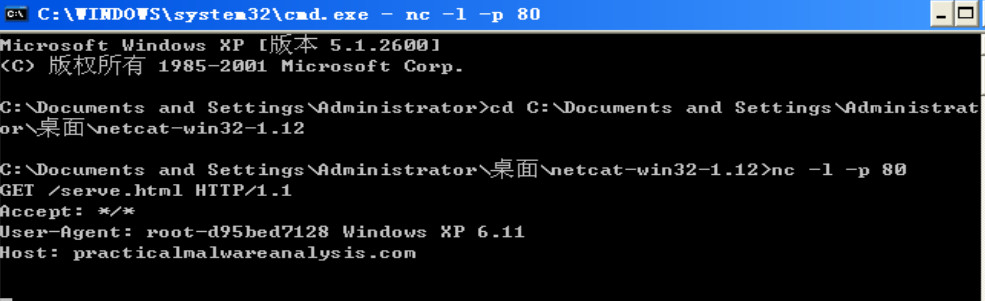 C:\WINDOWS\system32\cmd.exe - nc -l -p 80
Microsoft Windows XP [版本 5.1.2600]
(C) 版权所有 1985-2001 Microsoft Corp.
C:\Documents and Settings\Administrator>cd C:\Documents and Settings\Administrat
or\桌面\netcat-win32-1.12
C:\Documents and Settings\Administrator\桌面\netcat-win32-1.12>nc -l -p 80
GET /serve.html HTTP/1.1
Accept: */*
User-Agent: root-d95bed7128 Windows XP 6.11
Host: practicalmalwareanalysis.com